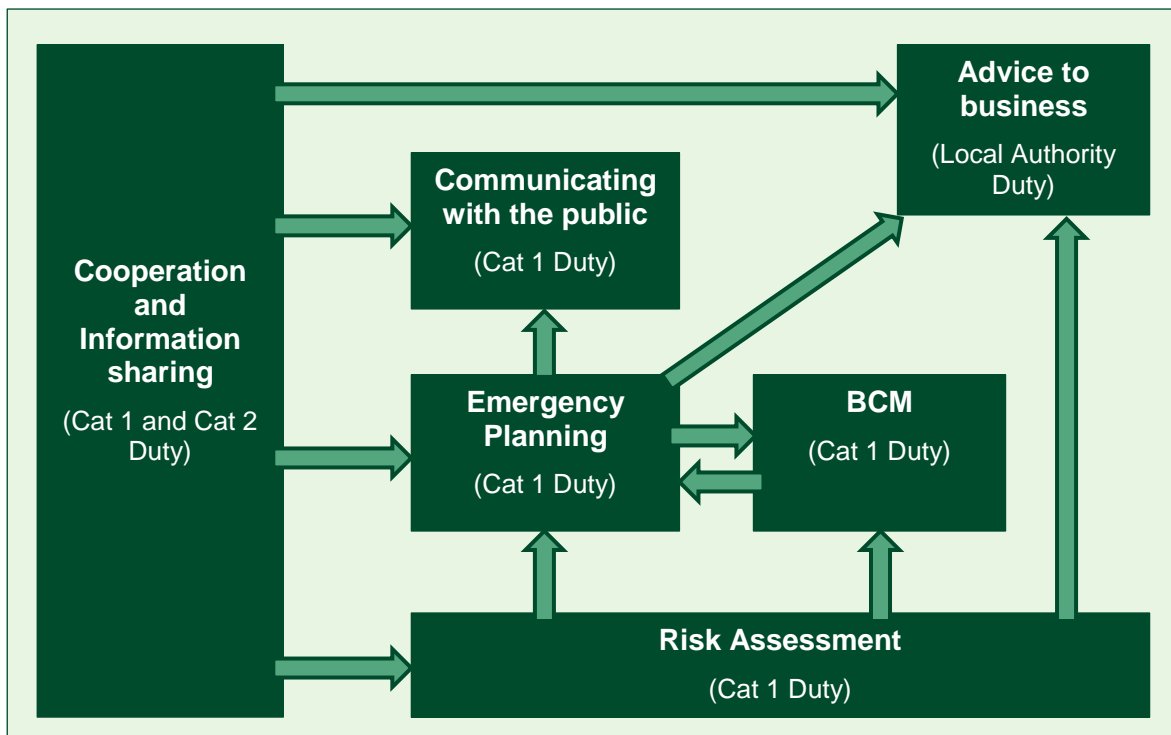 Cooperation
and
Information
sharing
(Cat 1 and Cat 2
Duty)
Advice to
business
(Local Authority
Duty)
Communicating
with the public
(Cat 1 Duty)
Emergency
Planning
(Cat 1 Duty)
BCM
(Cat 1 Duty)
Risk Assessment
(Cat 1 Duty)